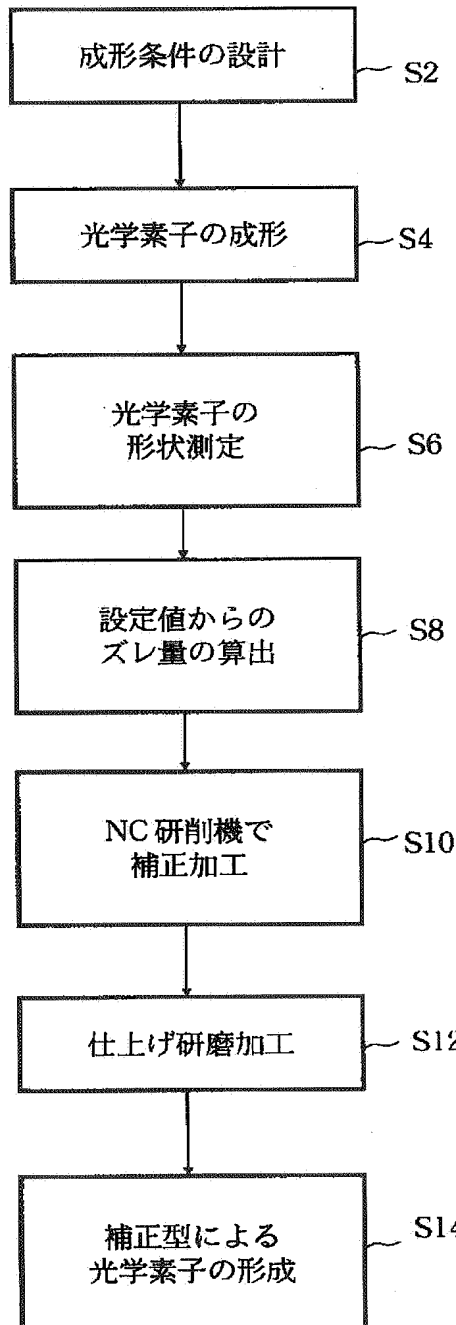 成形条件の設計
S2
光学素子の成形
S4
光学素子の
形状測定
S6
設定値からの
ズレ量の算出
S8
NC研削機で
補正加工
S10
仕上げ研磨加工
S12
補正型による
光学素子の形成
S14